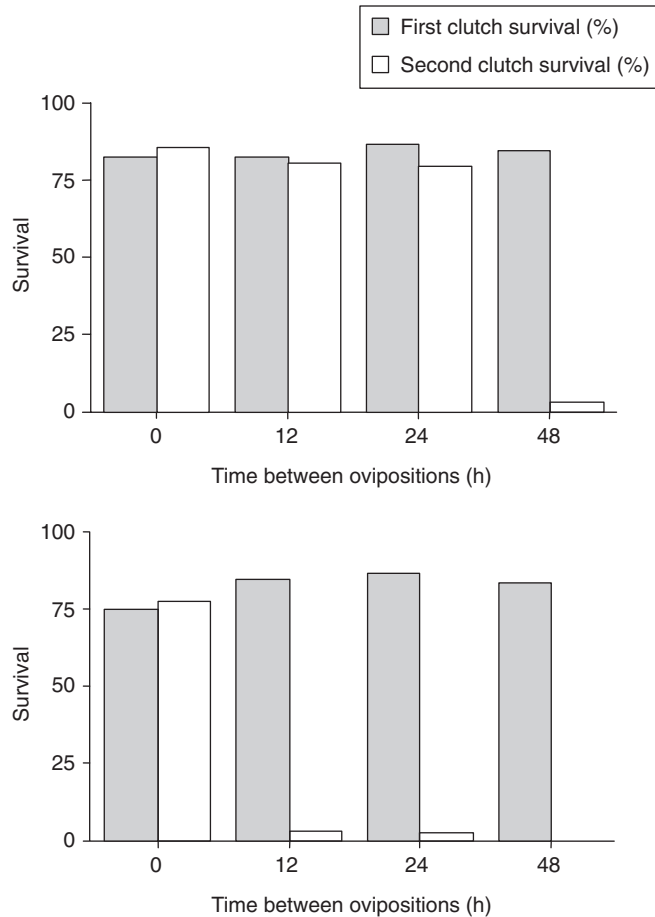 First clutch survival (%)
Second clutch survival (%)
100
75
50
25
0
Survival
0 12 24 48
Time between ovipositions (h)
100
75
50
25
0
Survival
0 12 24 48
Time between ovipositions (h)